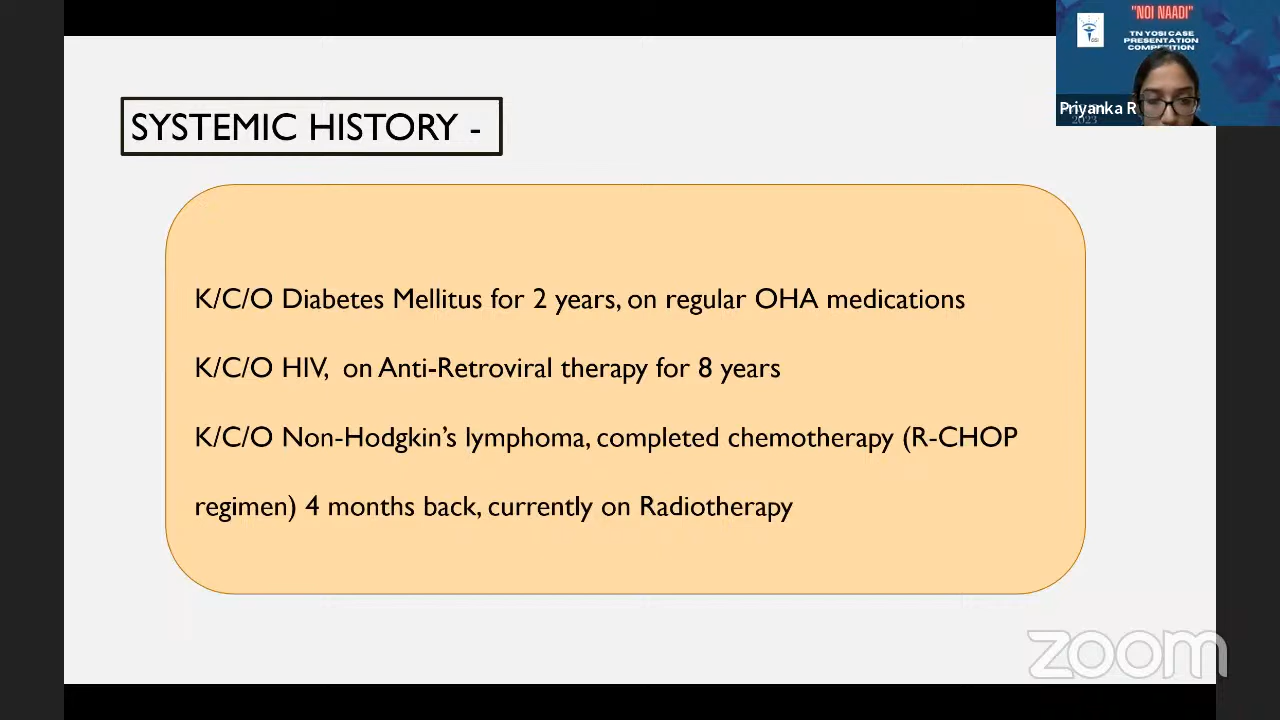 "NOI NAADI"
TN YOSI CASE
PRESENTATION
COMPETITION
Priyanka R
2023
SYSTEMIC HISTORY -
K/C/O Diabetes Mellitus for 2 years, on regular OHA medications
K/C/O HIV,  on Anti-Retroviral therapy for 8 years
K/C/O Non-Hodgkin’s lymphoma, completed chemotherapy (R-CHOP
regimen) 4 months back, currently on Radiotherapy
zoom